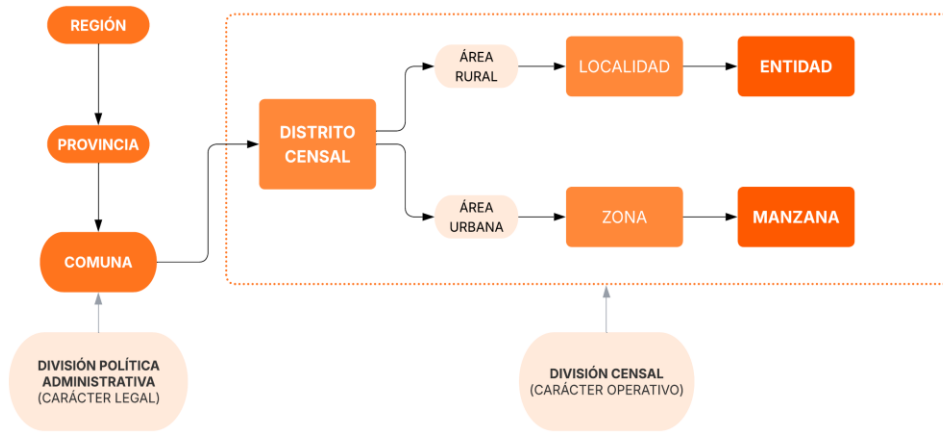 REGIÓN
PROVINCIA
COMUNA
DIVISIÓN POLÍTICA
ADMINISTRATIVA
(CARÁCTER LEGAL)
DISTRITO
CENSAL
ÁREA
RURAL
LOCALIDAD
ENTIDAD
ÁREA
URBANA
ZONA
MANZANA
DIVISIÓN CENSAL
(CARÁCTER OPERATIVO)